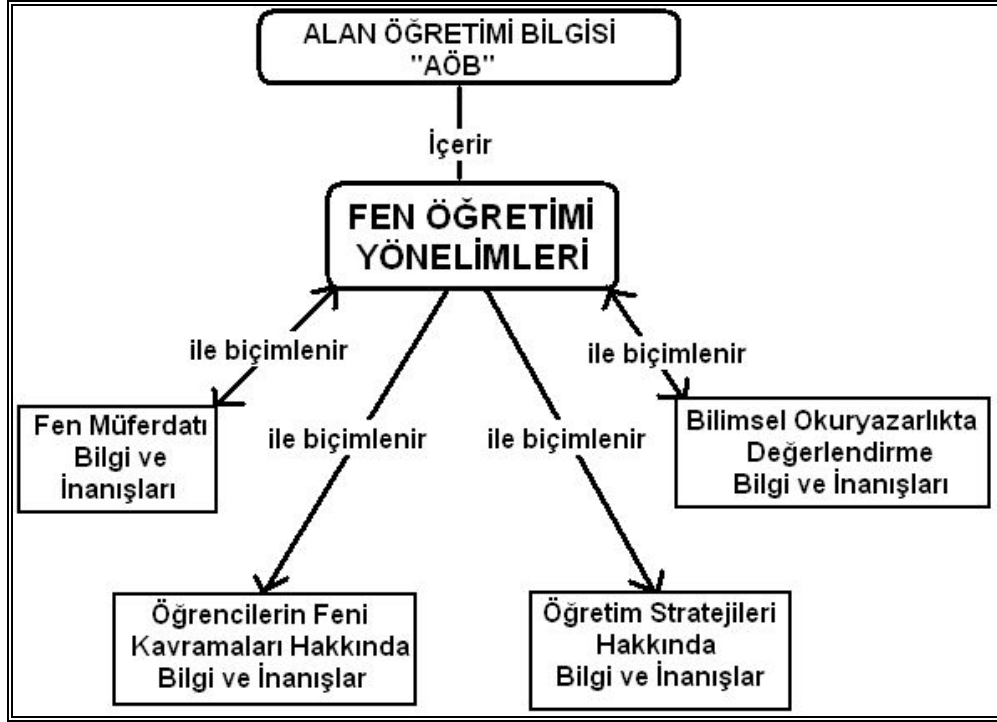 ALAN ÖĞRETİMİ BİLGİSİ
"AÖB"
İçerir
FEN ÖĞRETİMİ
YÖNELİMLERİ
ile biçimlenir
ile biçimlenir
ile biçimlenir
ile biçimlenir
Fen Müferdatı
Bilgi ve
İnanışları
Bilimsel Okuryazarlıkta
Değerlendirme
Bilgi ve İnanışları
Öğrencilerin Feni
Kavramaları Hakkında
Bilgi ve İnanışlar
Öğretim Stratejileri
Hakkında
Bilgi ve İnanışlar